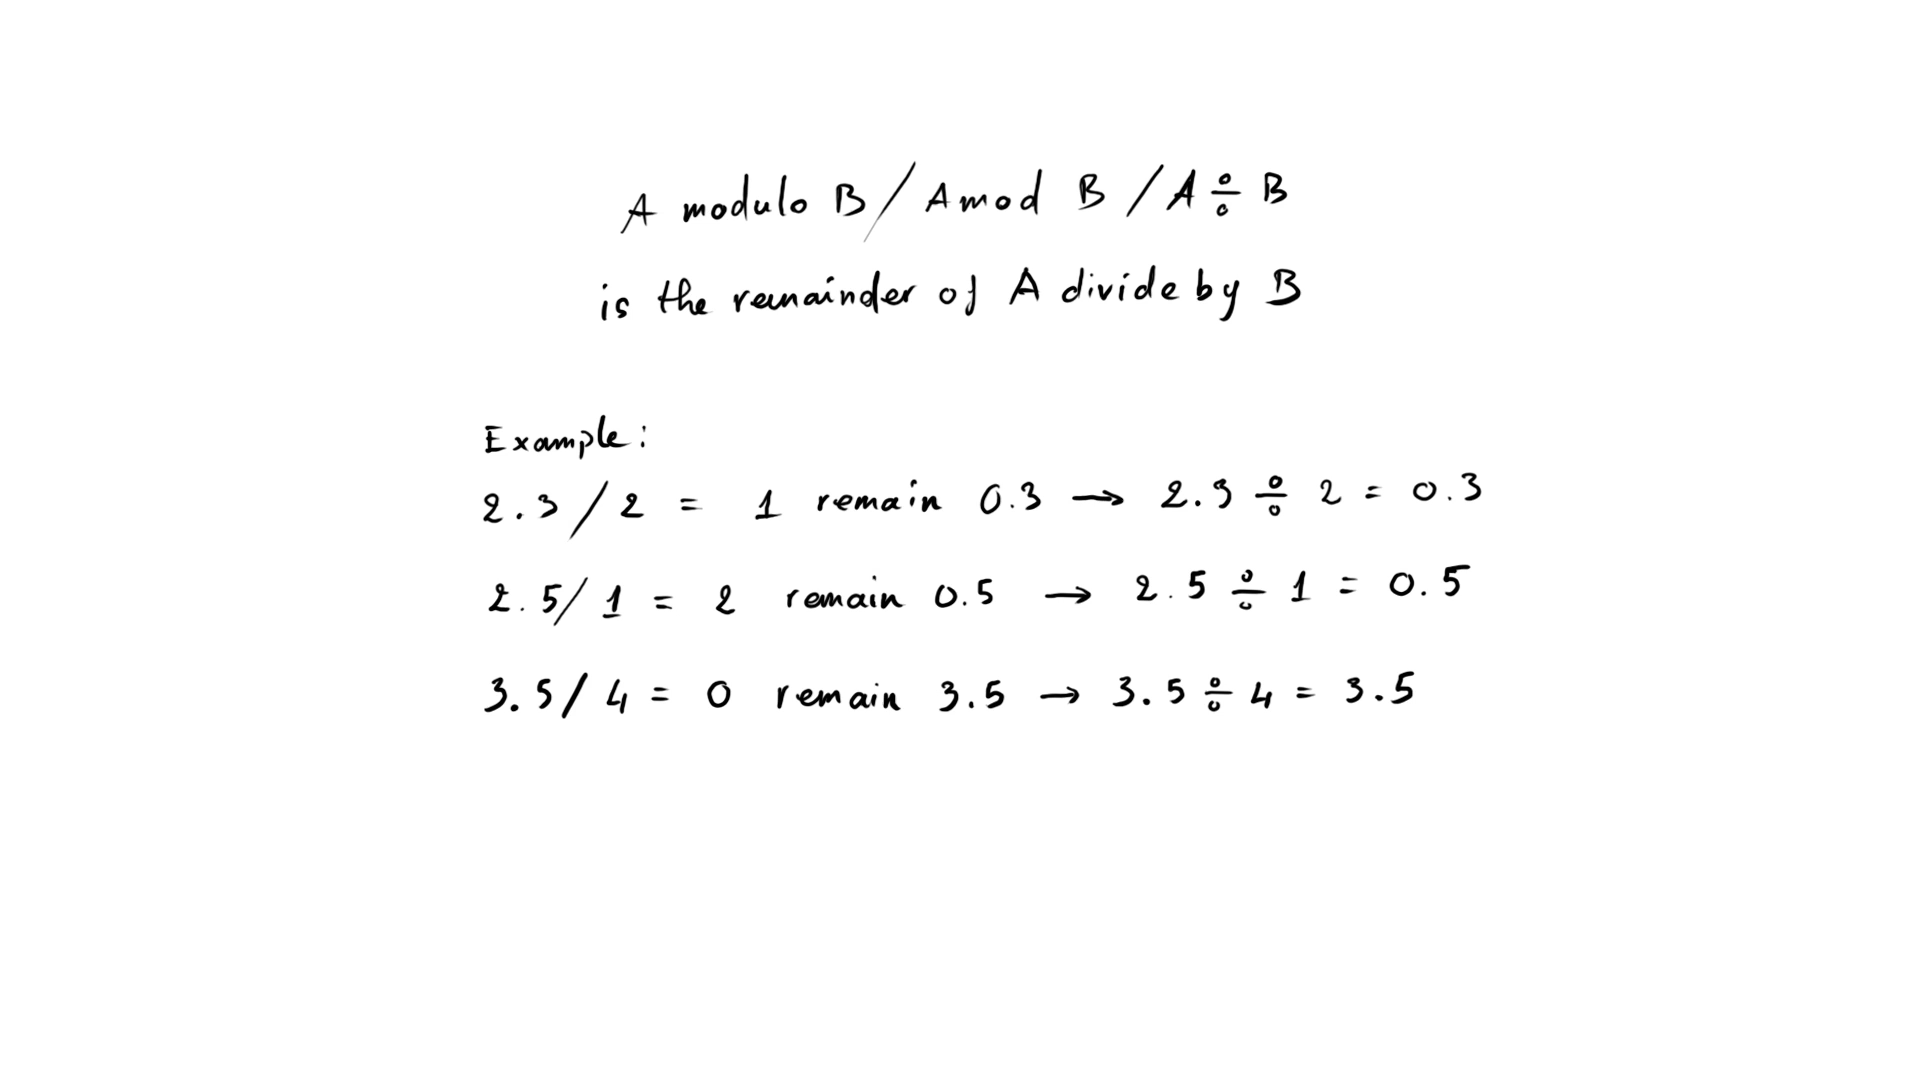 A modulo B / A mod B / A ÷ B
is the remainder of A divide by B
Example:
2.3 / 2 = 1 remain 0.3 → 2.3 ÷ 2 = 0.3
2.5 / 1 = 2 remain 0.5 → 2.5 ÷ 1 = 0.5
3.5 / 4 = 0 remain 3.5 → 3.5 ÷ 4 = 3.5